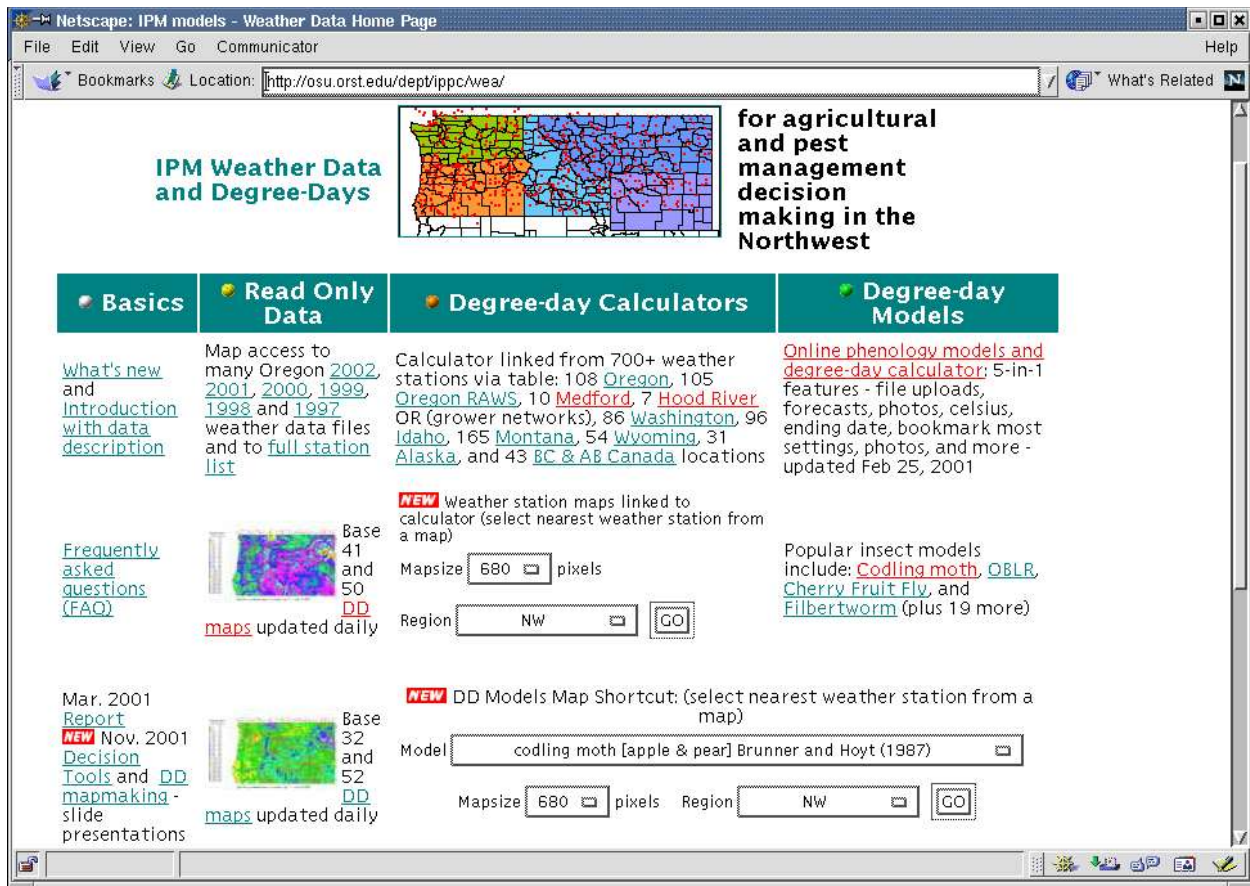 Netscape: IPM models - Weather Data Home Page
File Edit View Go Communicator Help
Bookmarks Location: http://osu.orst.edu/dept/ippc/wea/ What's Related N
IPM Weather Data
and Degree-Days
for agricultural
and pest
management
decision
making in the
Northwest
Basics
Read Only
Data
Degree-day Calculators
Degree-day
Models
What's new
and
Introduction
with data
description
Map access to
many Oregon 2002,
2001, 2000, 1999,
1998 and 1997
weather data files
and to full station
list
Calculator linked from 700+ weather
stations via table: 108 Oregon, 105
Oregon RAWS, 10 Medford, 7 Hood River
OR (grower networks), 86 Washington, 96
Idaho, 165 Montana, 54 Wyoming, 31
Alaska, and 43 BC & AB Canada locations
Online phenology models and
degree-day calculator: 5-in-1
features - file uploads,
forecasts, photos, celsius,
ending date, bookmark most
settings, photos, and more -
updated Feb 25, 2001
Frequently
asked
questions
(FAQ)
Base
41
and
50
DD
maps updated daily
NEW Weather station maps linked to
calculator (select nearest weather station from
a map)
Mapsize 680 pixels
Region NW GO
Popular insect models
include: Codling moth, OBLR,
Cherry Fruit Fly, and
Filbertworm (plus 19 more)
Mar. 2001
Report
NEW Nov. 2001
Decision
Tools and DD
mapmaking -
slide
presentations
Base
32
and
52
DD
maps updated daily
NEW DD Models Map Shortcut: (select nearest weather station from a
map)
Model codling moth [apple & pear] Brunner and Hoyt (1987)
Mapsize 680 pixels Region NW GO